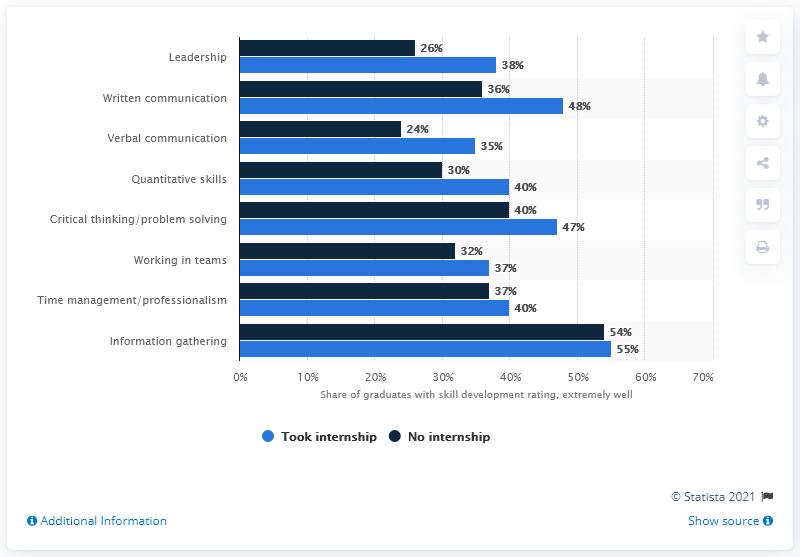 Leadership
26%
38%
Written communication
36%
48%
Verbal communication
24%
35%
Quantitative skills
30%
40%
Critical thinking/problem solving
40%
47%
Working in teams
32%
37%
Time management/professionalism
37%
40%
Information gathering
54%
55%
0% 10% 20% 30% 40% 50% 60% 70%
Share of graduates with skill development rating, extremely well
Took internship No internship
© Statista 2021
Additional Information Show source